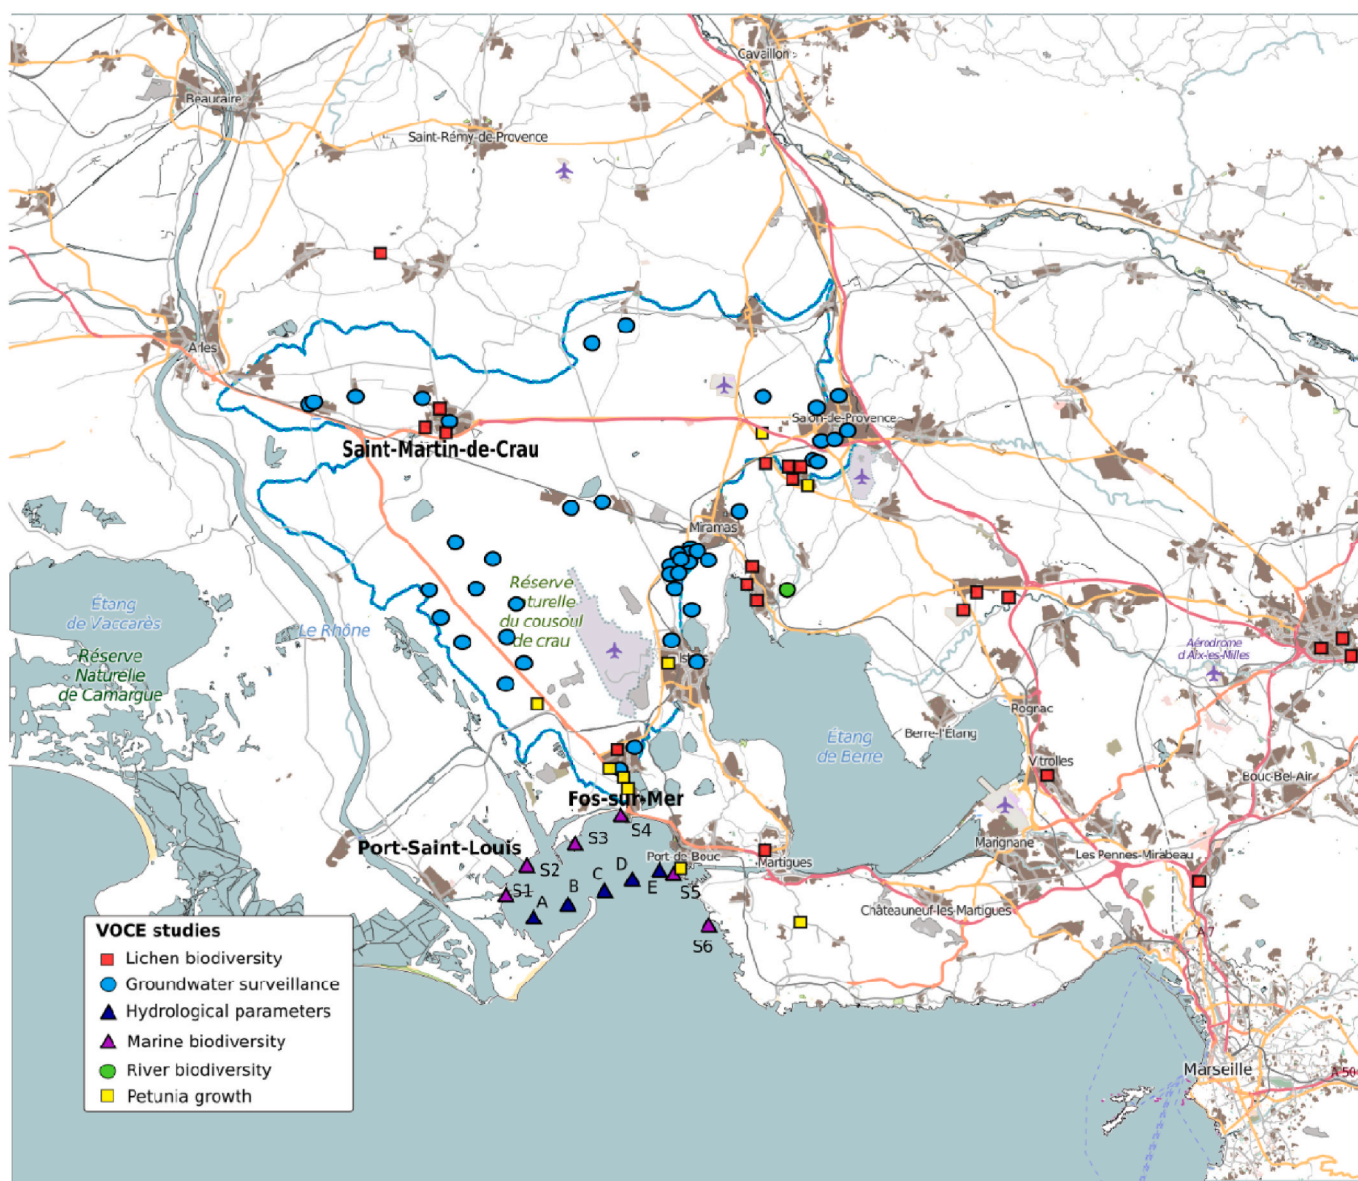 Cavaillon
Beaucaire
Saint-Rémy-de-Provence
Arles
Salon-de-Provence
Saint-Martin-de-Crau
Miramas
Réserve
turelle
du cousoul
de crau
Étang
de Vaccarès
Le Rhône
Réserve
Naturelle
de Camargue
Aérodrome
d'Aix-les-Milles
Rognac
Berre-l'Étang
Étang
de Berre
Vitrolles
Bouc-Bel-Air
Fos-sur-Mer
S4
S3
Port-Saint-Louis
S2
D
Port de Bouc
Martigues
Marignane
Les Pennes-Mirabeau
C
E
S5
S1
B
A
Châteauneuf-les-Martigues
A 7
S6
VOCE studies
Lichen biodiversity
Groundwater surveillance
Hydrological parameters
Marine biodiversity
River biodiversity
Petunia growth
Marseille
A 50